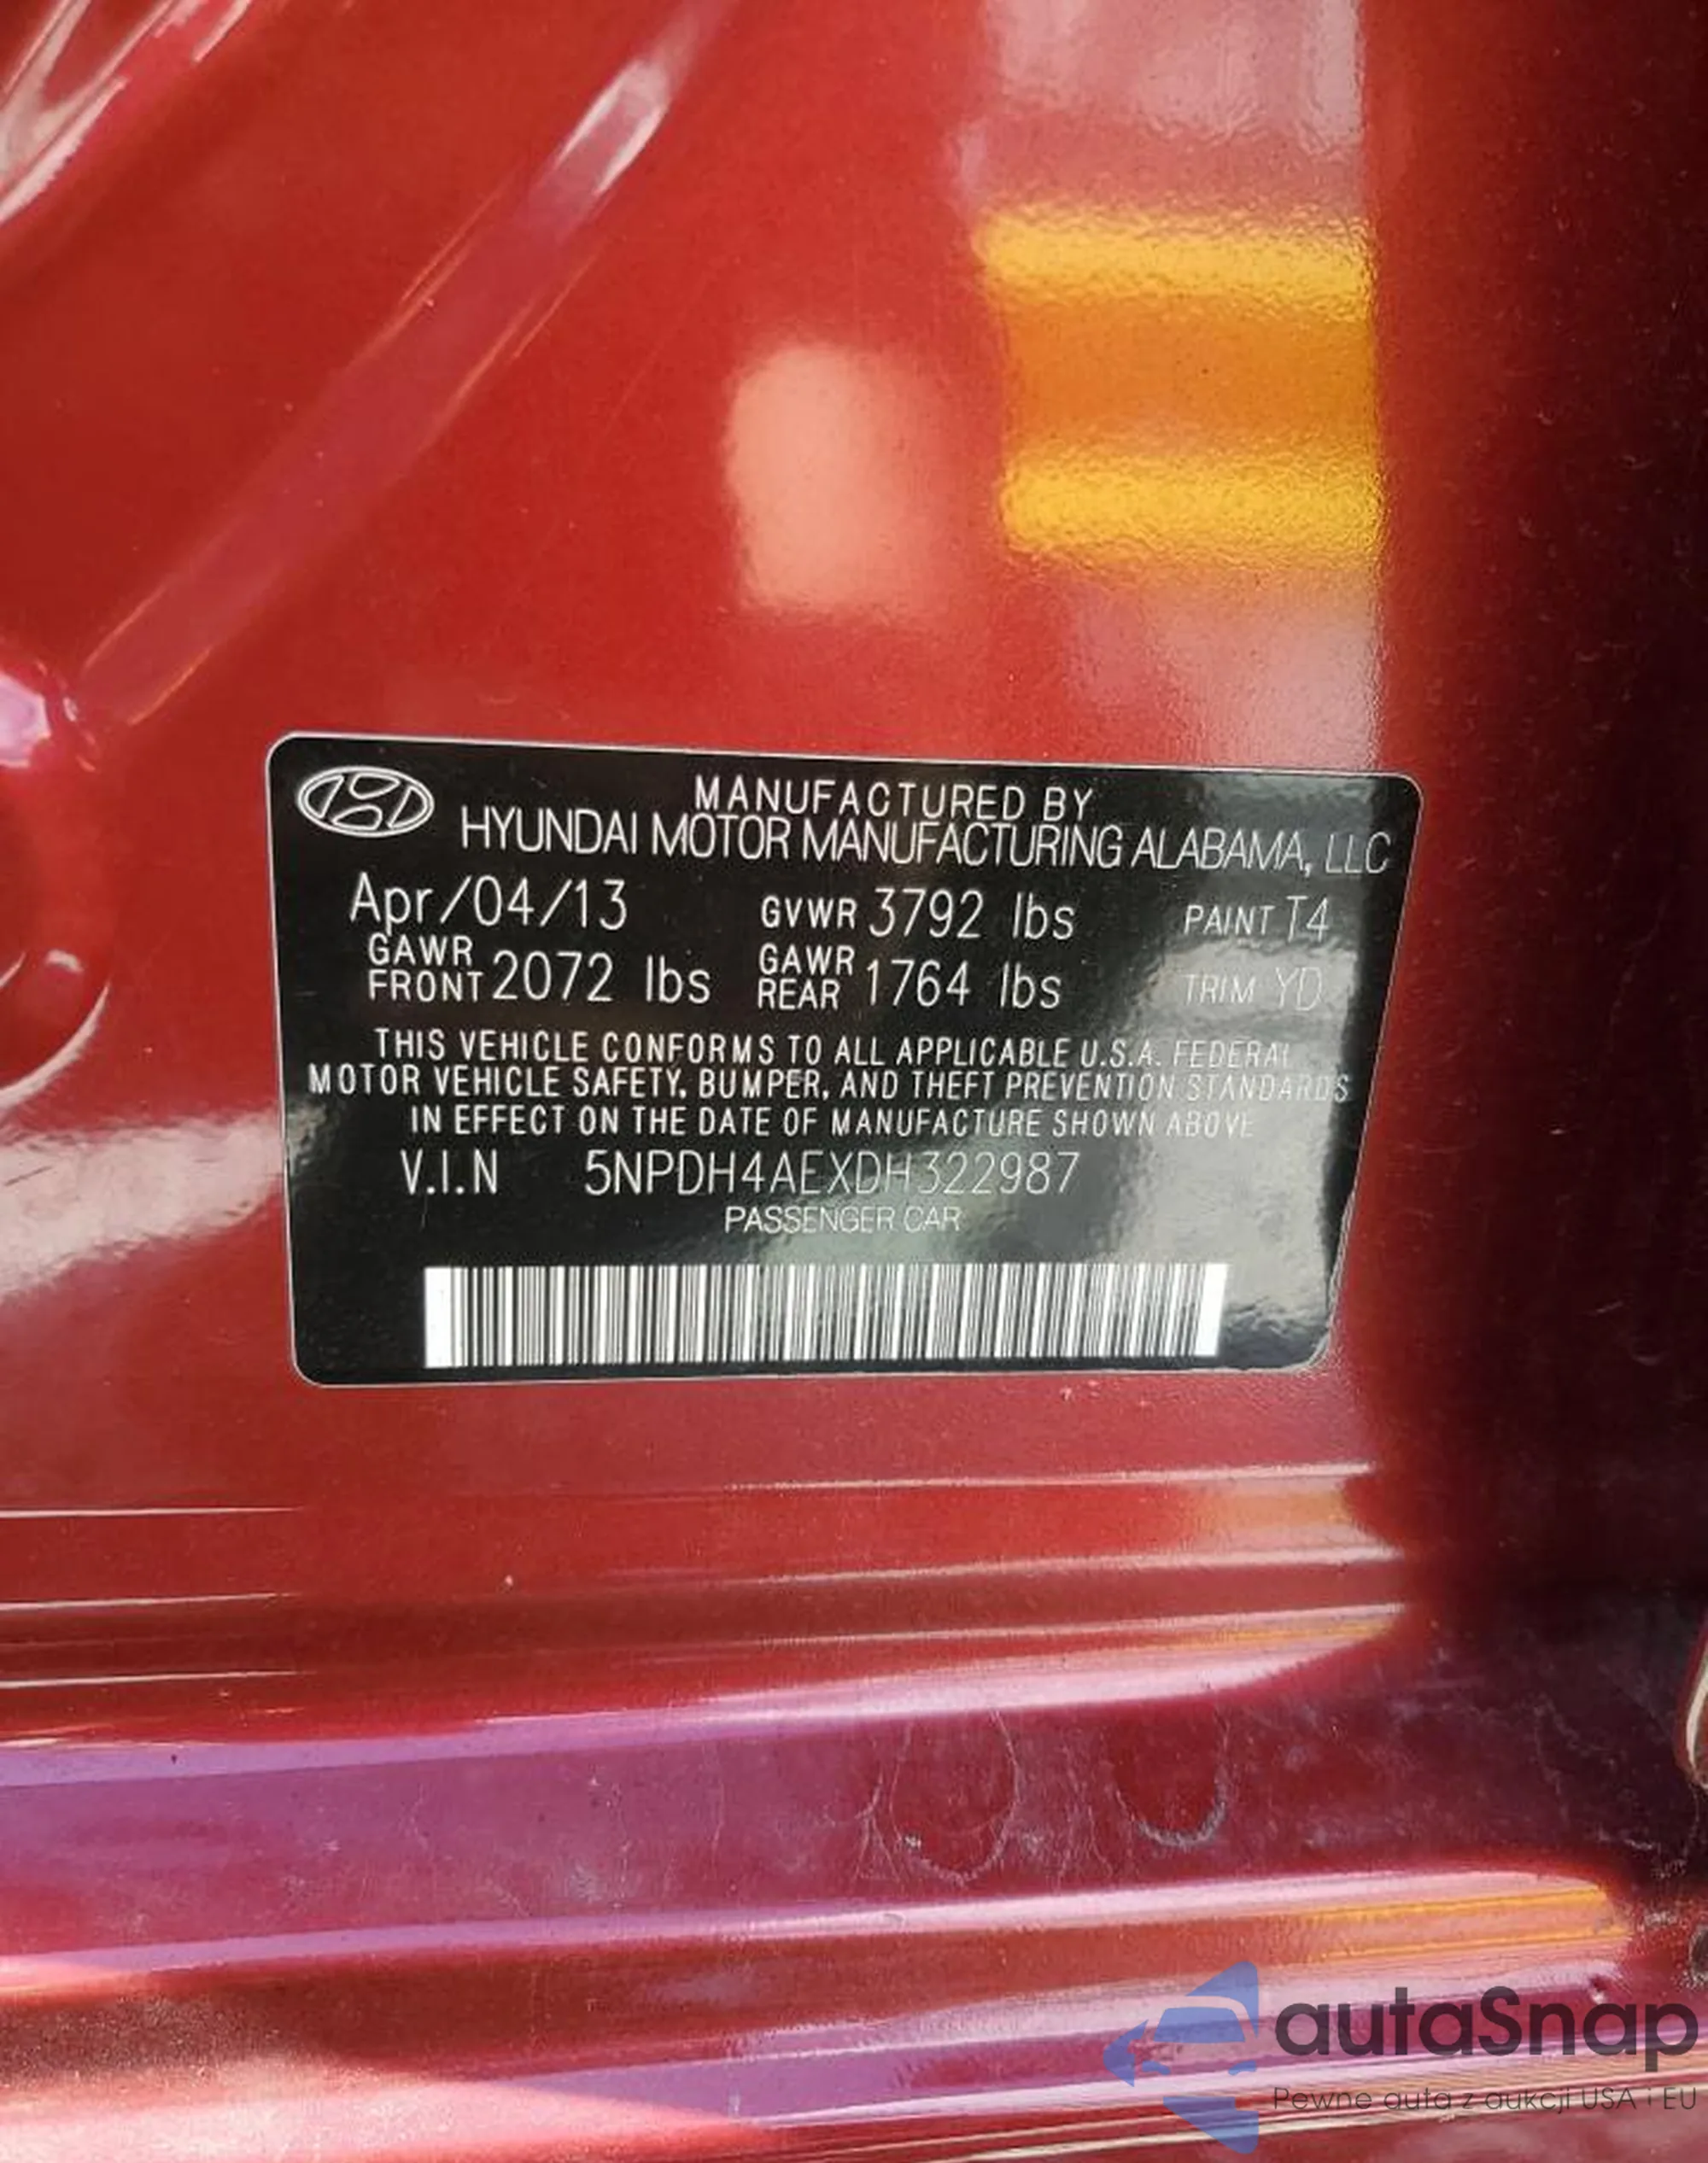 MANUFACTURED BY
HYUNDAI MOTOR MANUFACTURING ALABAMA, LLC
Apr/04/13 GVWR 3792 lbs PAINT T4
GAWR FRONT 2072 lbs GAWR REAR 1764 lbs TRIM YD
THIS VEHICLE CONFORMS TO ALL APPLICABLE U.S.A. FEDERAL
MOTOR VEHICLE SAFETY, BUMPER, AND THEFT PREVENTION STANDARDS
IN EFFECT ON THE DATE OF MANUFACTURE SHOWN ABOVE
V.I.N 5NPDH4AEXDH322987
PASSENGER CAR
autaSnap
Pewne auta z aukcji USA i EU